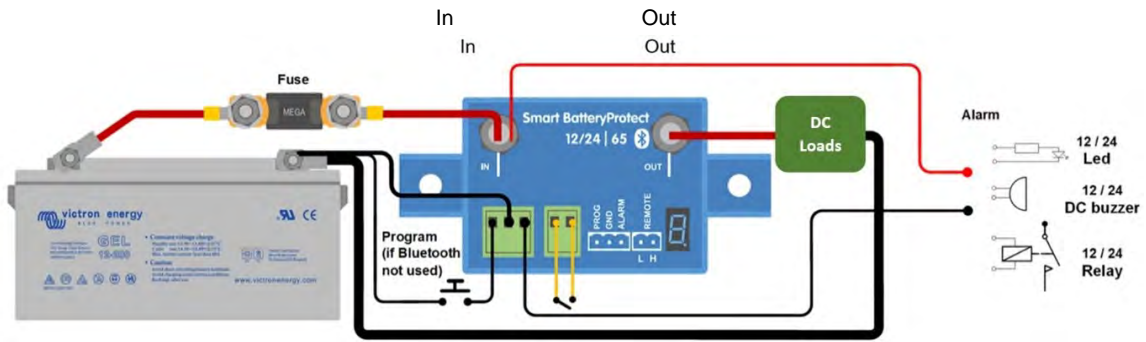 In Out
In Out
Fuse
MEGA
Smart BatteryProtect
12/24 | 65
IN
OUT
DC
Loads
Alarm
12 / 24
Led
12 / 24
DC buzzer
12 / 24
Relay
victron energy
BLUE POWER
GEL
Program
(if Bluetooth
not used)
PROG
GND
ALARM
REMOTE
L H
www.victronenergy.com